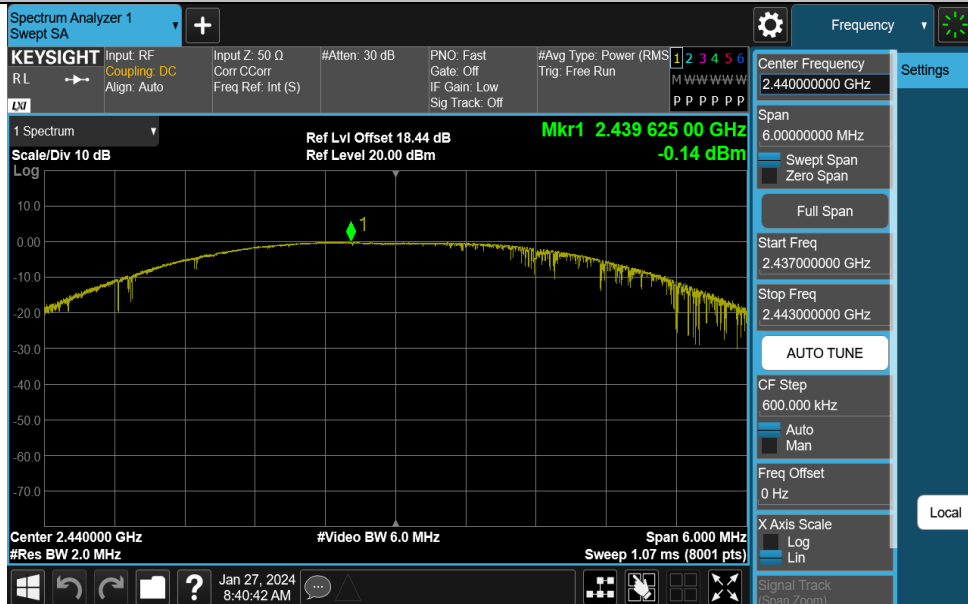 Spectrum Analyzer 1
Swept SA
+
Frequency
KEYSIGHT
RL
LXI
Input: RF
Coupling: DC
Align: Auto
Input Z: 50 Ω
Corr CCorr
Freq Ref: Int (S)
#Atten: 30 dB
PNO: Fast
Gate: Off
IF Gain: Low
Sig Track: Off
#Avg Type: Power (RMS
Trig: Free Run
1 2 3 4 5 6
M W W W W W
P P P P P P
1 Spectrum
Scale/Div 10 dB
Log
Ref Lvl Offset 18.44 dB
Ref Level 20.00 dBm
Mkr1 2.439 625 00 GHz
-0.14 dBm
1
10.0
0.00
-10.0
-20.0
-30.0
-40.0
-50.0
-60.0
-70.0
Center 2.440000 GHz
#Res BW 2.0 MHz
#Video BW 6.0 MHz
Span 6.000 MHz
Sweep 1.07 ms (8001 pts)
Center Frequency
2.440000000 GHz
Span
6.00000000 MHz
Swept Span
Zero Span
Full Span
Start Freq
2.437000000 GHz
Stop Freq
2.443000000 GHz
AUTO TUNE
CF Step
600.000 kHz
Auto
Man
Freq Offset
0 Hz
X Axis Scale
Log
Lin
Signal Track
(Span Zoom)
Settings
Local
?
Jan 27, 2024
8:40:42 AM